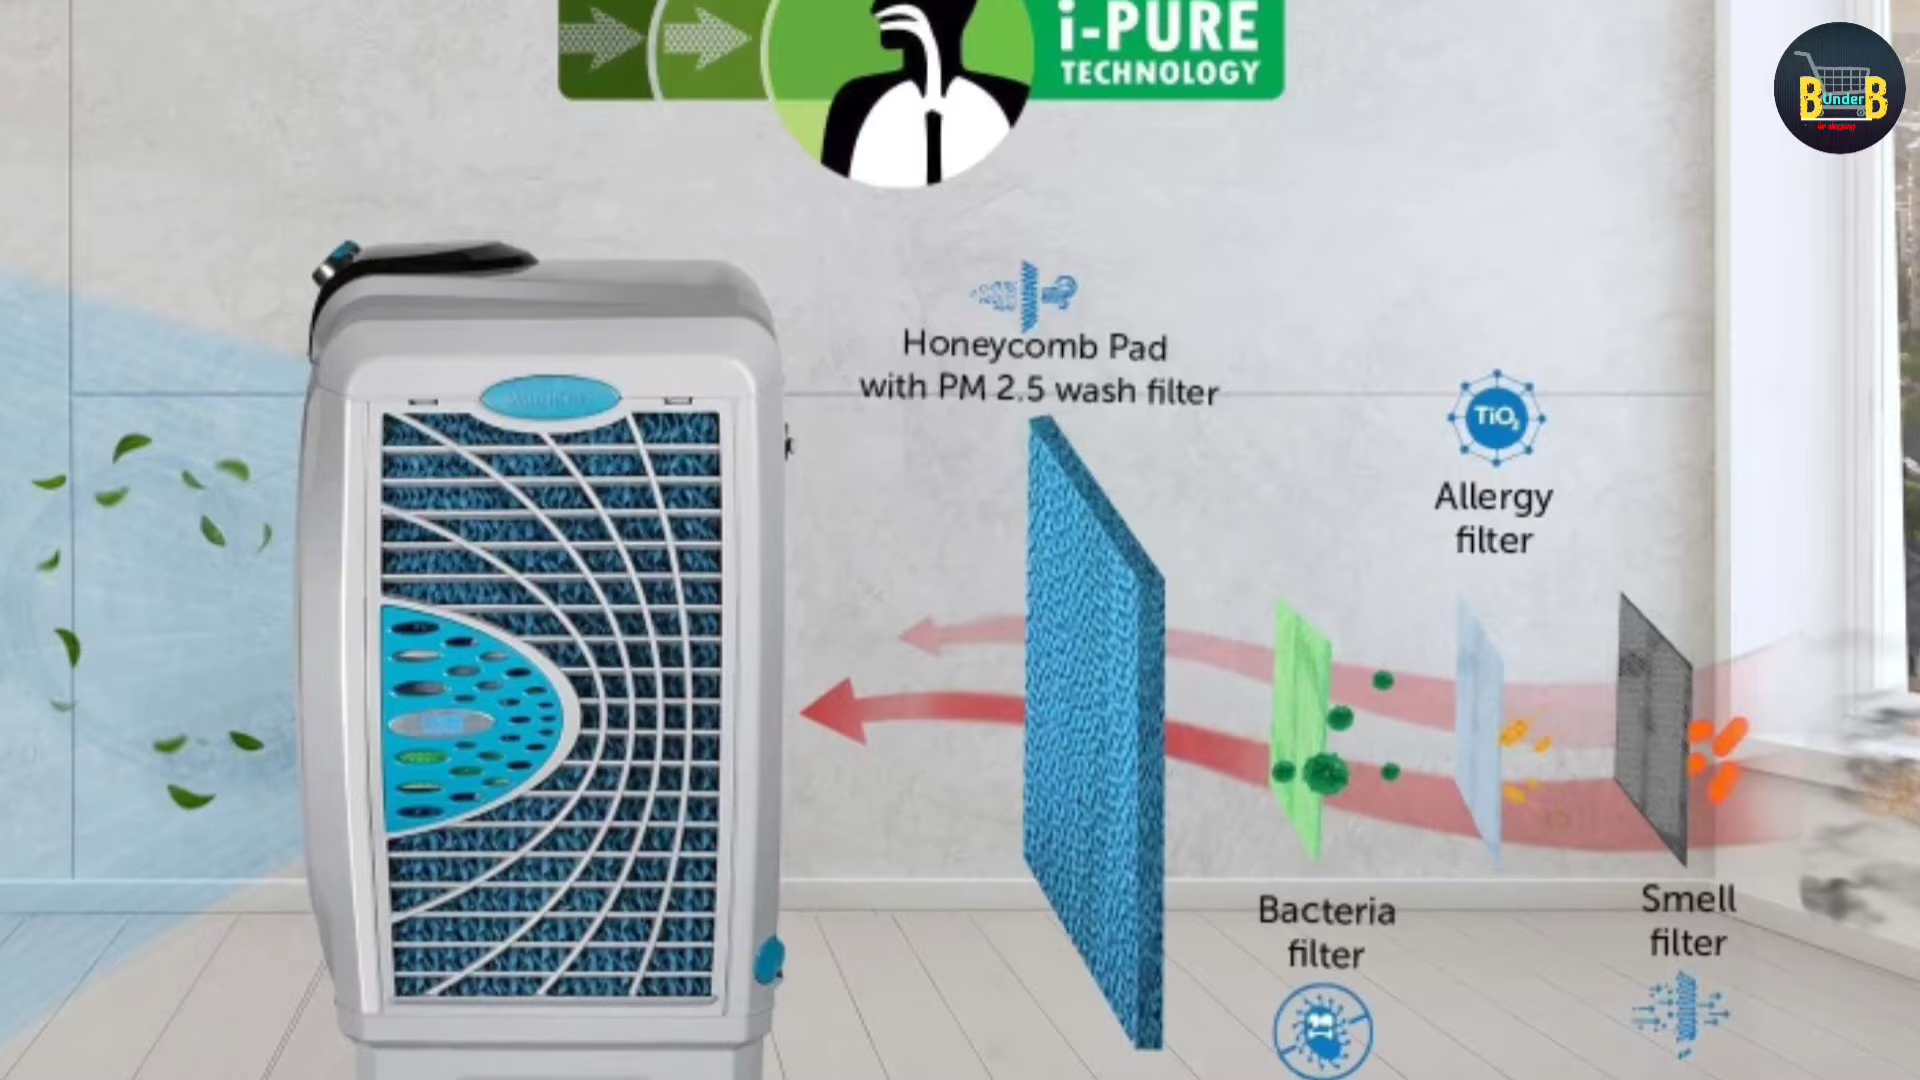 i-PURE
TECHNOLOGY
B Under B
Honeycomb Pad
with PM 2.5 wash filter
TiO₂
Allergy
filter
Bacteria
filter
Smell
filter